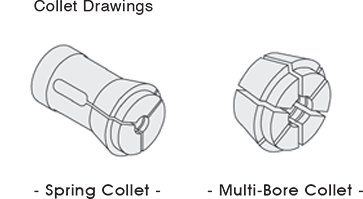 Collet Drawings
- Spring Collet -
- Multi-Bore Collet -